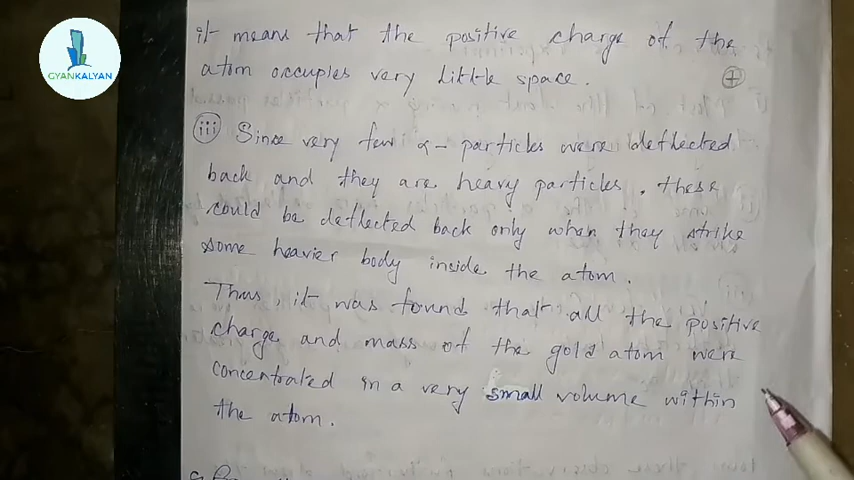 GYANKALYAN
it means that the positive charge of the
atom occupies very little space.
+
iii Since very few α- particles were deflected
back and they are heavy particles. these
could be deflected back only when they strike
some heavier body inside the atom.
Thus, it was found that all the positive
charge and mass of the gold atom were
concentrated in a very small volume within
the atom.